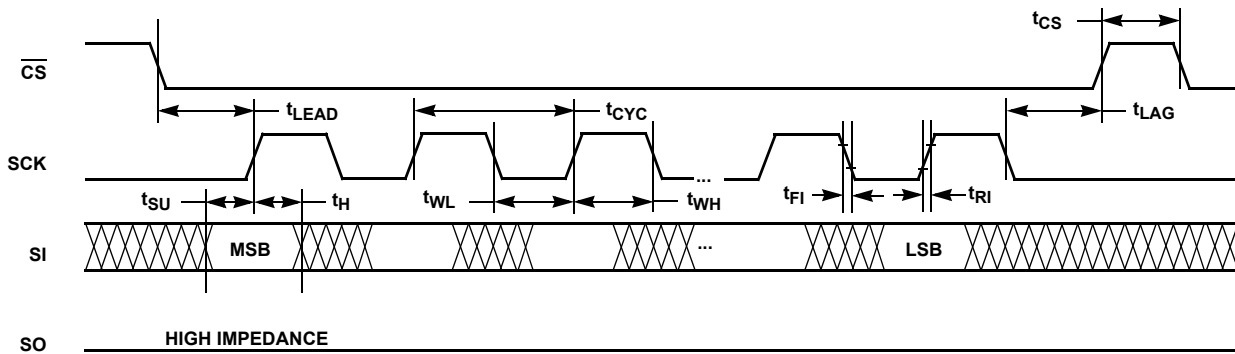 tCS
CS
tLEAD
tCYC
tLAG
SCK
...
tSU
tH
tWL
tWH
tFI
tRI
SI
MSB
...
LSB
SO
HIGH IMPEDANCE